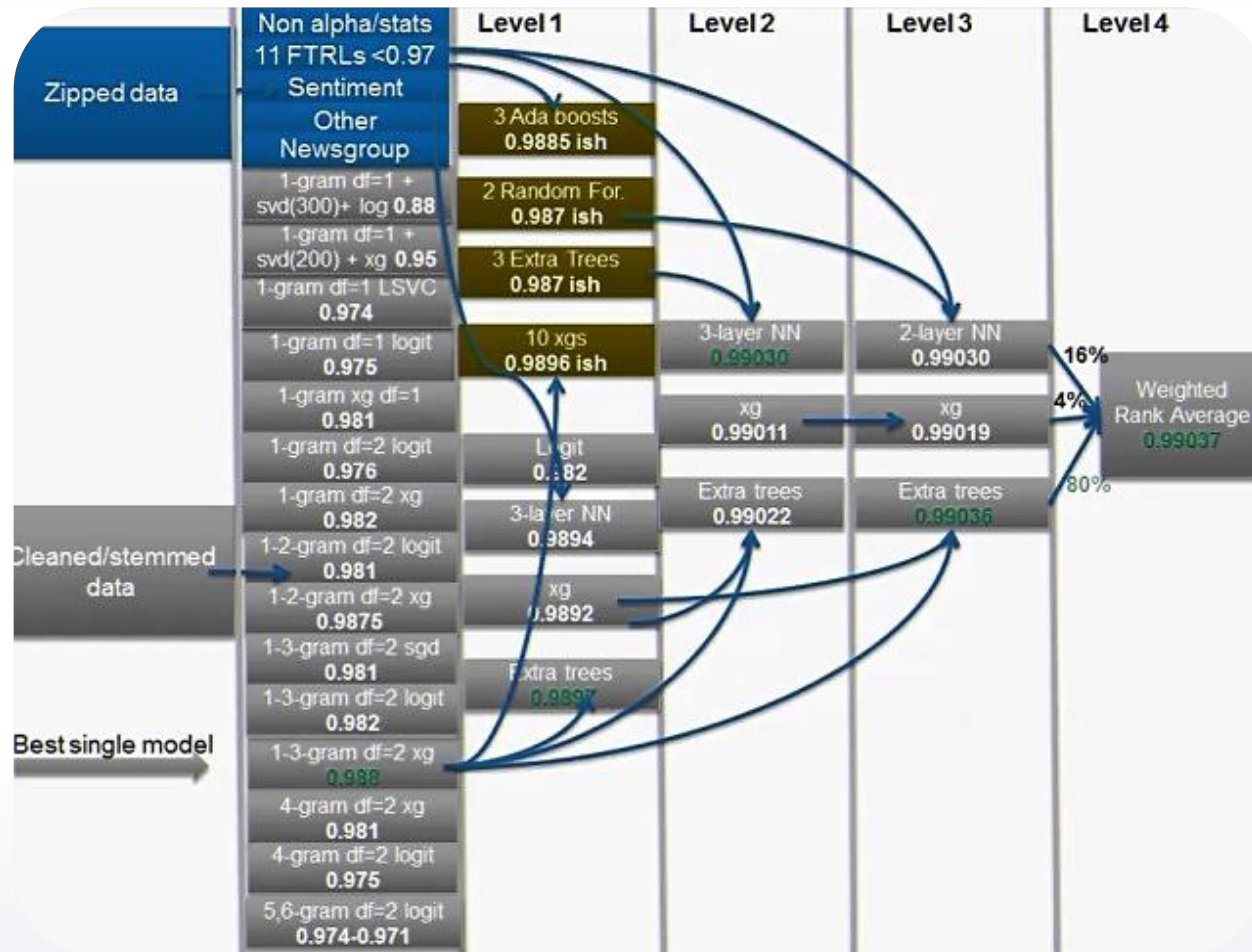 Zipped data
Cleaned/stemmed
data
Best single model
Non alpha/stats
11 FTRLs <0.97
Sentiment
Other
Newsgroup
1-gram df=1 +
svd(300)+ log 0.88
1-gram df=1 +
svd(200) + xg 0.95
1-gram df=1 LSVC
0.974
1-gram df=1 logit
0.975
1-gram xg df=1
0.981
1-gram df=2 logit
0.976
1-gram df=2 xg
0.982
1-2-gram df=2 logit
0.981
1-2-gram df=2 xg
0.9875
1-3-gram df=2 sgd
0.981
1-3-gram df=2 logit
0.982
1-3-gram df=2 xg
0.988
4-gram df=2 xg
0.981
4-gram df=2 logit
0.975
5,6-gram df=2 logit
0.974-0.971
Level 1
3 Ada boosts
0.9885 ish
2 Random For.
0.987 ish
3 Extra Trees
0.987 ish
10 xgs
0.9896 ish
Logit
0.982
3-layer NN
0.9894
xg
0.9892
Extra trees
0.9897
Level 2
3-layer NN
0.99030
xg
0.99011
Extra trees
0.99022
Level 3
2-layer NN
0.99030
xg
0.99019
Extra trees
0.99036
Level 4
16%
4%
80%
Weighted
Rank Average
0.99037